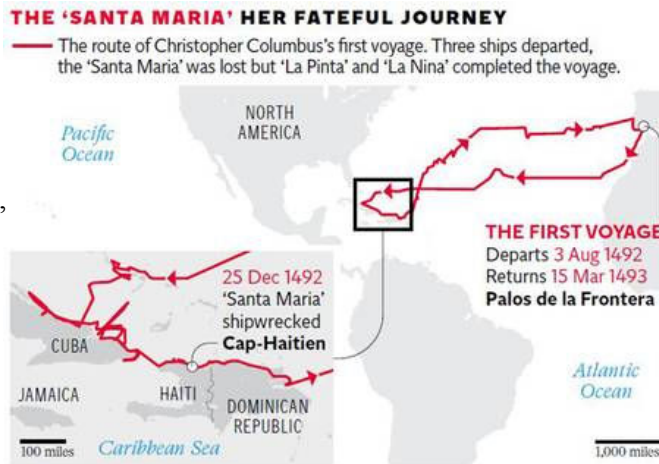 THE ‘SANTA MARIA’ HER FATEFUL JOURNEY
The route of Christopher Columbus's first voyage. Three ships departed,
the ‘Santa Maria’ was lost but ‘La Pinta’ and ‘La Nina’ completed the voyage.
NORTH
AMERICA
Pacific
Ocean
,
THE FIRST VOYAGE
Departs 3 Aug 1492
Returns 15 Mar 1493
Palos de la Frontera
25 Dec 1492
‘Santa Maria’
shipwrecked
Cap-Haitien
CUBA
JAMAICA
HAITI
DOMINICAN
REPUBLIC
Caribbean Sea
100 miles
Atlantic
Ocean
1,000 miles